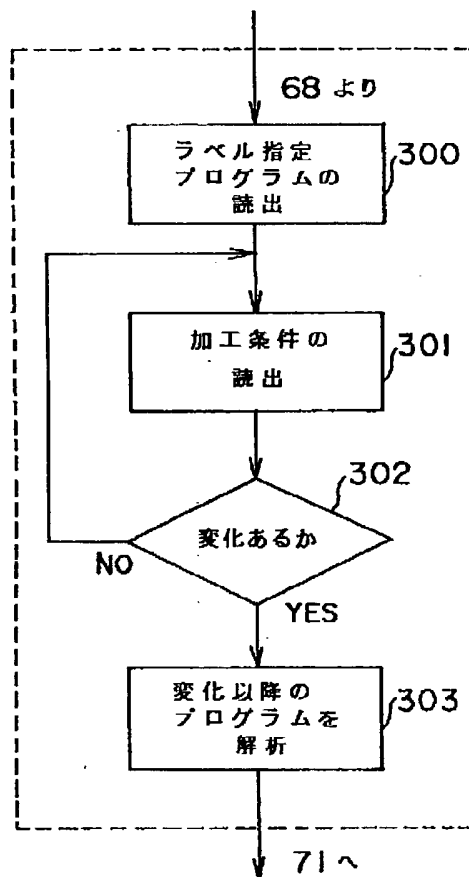 68より
ラベル指定
プログラムの
読出
300
加工条件の
読出
301
302
変化あるか
NO
YES
変化以降の
プログラムを
解析
303
71へ